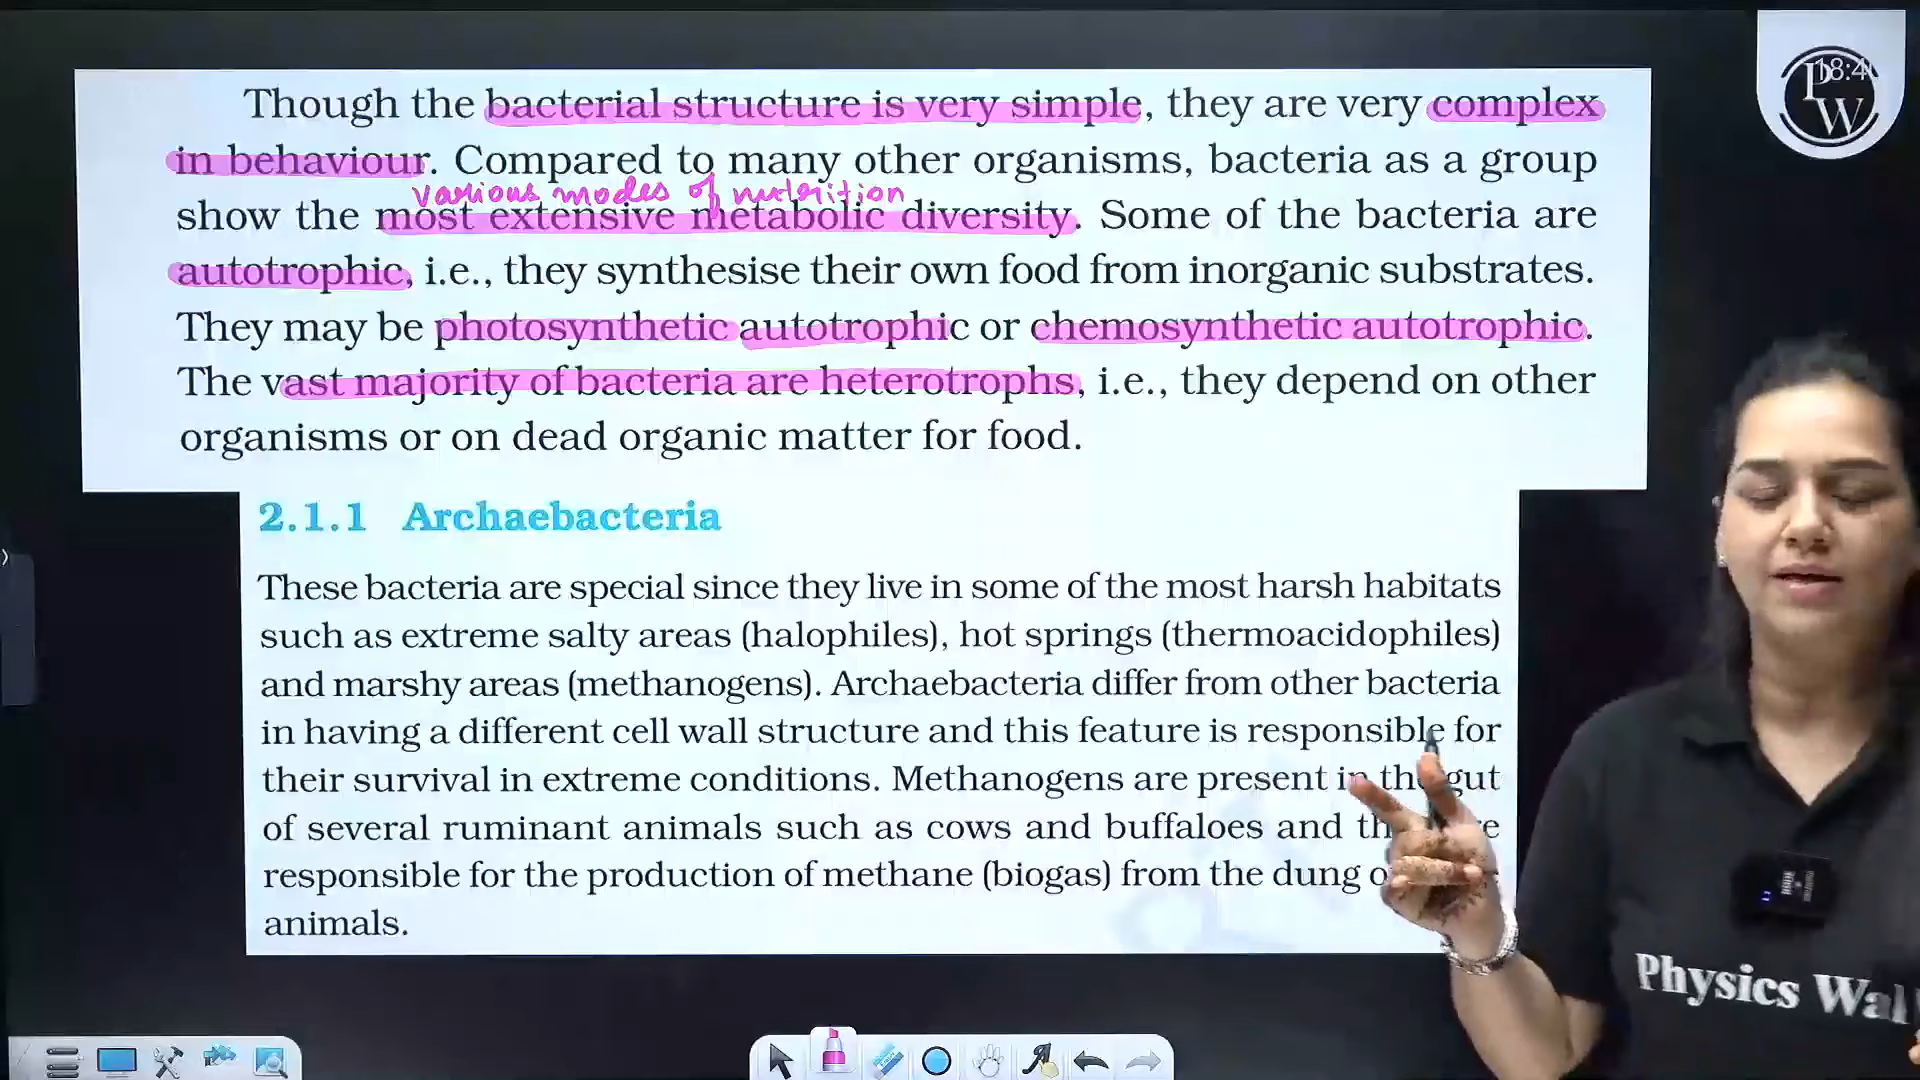 Though the bacterial structure is very simple, they are very complex
in behaviour. Compared to many other organisms, bacteria as a group
various modes of nutrition
show the most extensive metabolic diversity. Some of the bacteria are
autotrophic, i.e., they synthesise their own food from inorganic substrates.
They may be photosynthetic autotrophic or chemosynthetic autotrophic.
The vast majority of bacteria are heterotrophs, i.e., they depend on other
organisms or on dead organic matter for food.
2.1.1 Archaebacteria
These bacteria are special since they live in some of the most harsh habitats
such as extreme salty areas (halophiles), hot springs (thermoacidophiles)
and marshy areas (methanogens). Archaebacteria differ from other bacteria
in having a different cell wall structure and this feature is responsible for
their survival in extreme conditions. Methanogens are present in the gut
of several ruminant animals such as cows and buffaloes and
responsible for the production of methane (biogas) from the dung
animals.
PW
18:4
Physics Wal